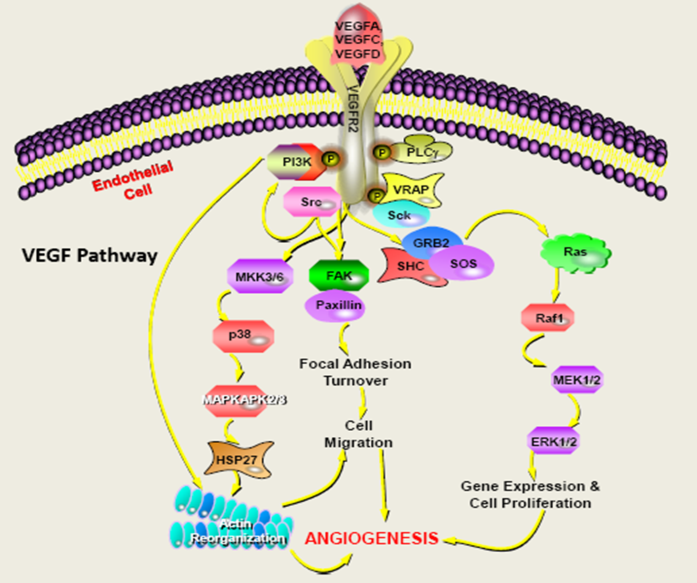 VEGFA,
VEGFC,
VEGFD
VEGFR2
PI3K
P
P
PLCγ
Endothelial
Cell
P
VRAP
Src
Sck
VEGF Pathway
GRB2
SHC
SOS
Ras
MKK3/6
FAK
Paxillin
Raf1
p38
Focal Adhesion
Turnover
MEK1/2
MAPKAPK2/3
Cell
Migration
ERK1/2
HSP27
Gene Expression &
Cell Proliferation
Actin
Reorganization
ANGIOGENESIS